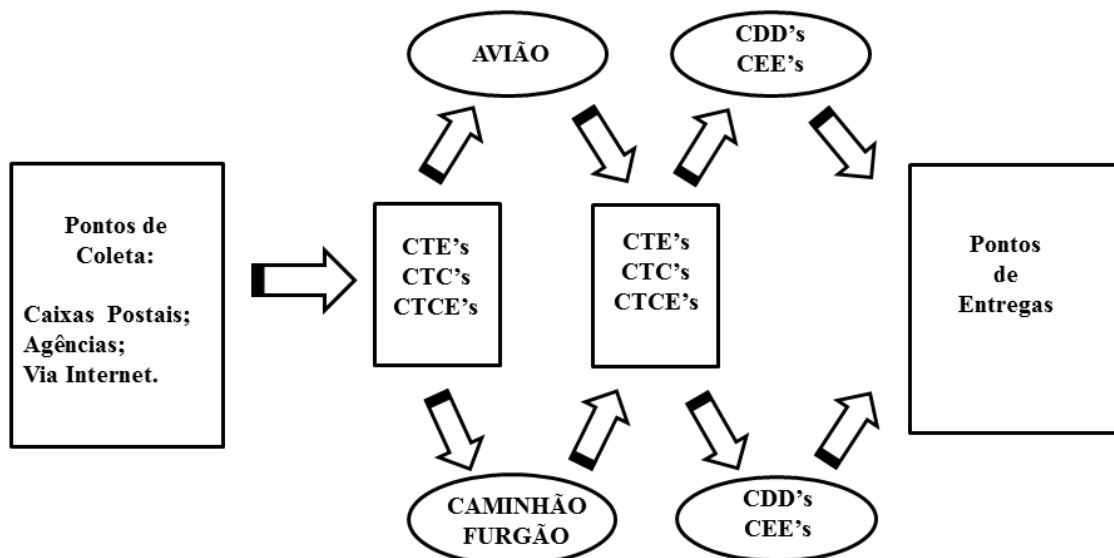 Pontos de
Coleta:
Caixas Postais;
Agências;
Via Internet.
CTE’s
CTC’s
CTCE’s
AVIÃO
CAMINHÃO
FURGÃO
CTE’s
CTC’s
CTCE’s
CDD’s
CEE’s
CDD’s
CEE’s
Pontos
de
Entregas